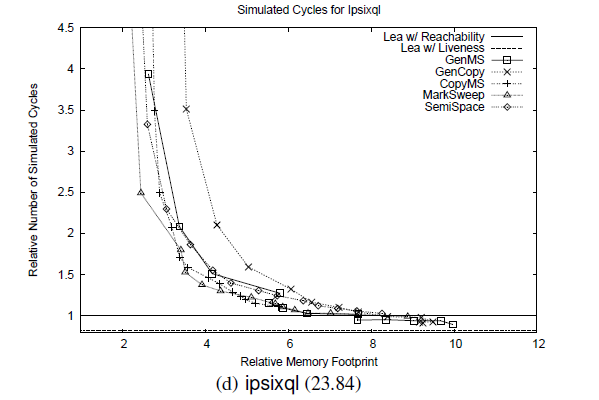 Simulated Cycles for Ipsixql
Relative Number of Simulated Cycles
4.5
4
3.5
3
2.5
2
1.5
1
Lea w/ Reachability
Lea w/ Liveness
GenMS
GenCopy
CopyMS
MarkSweep
SemiSpace
2 4 6 8 10 12
Relative Memory Footprint
(d) ipsixql (23.84)